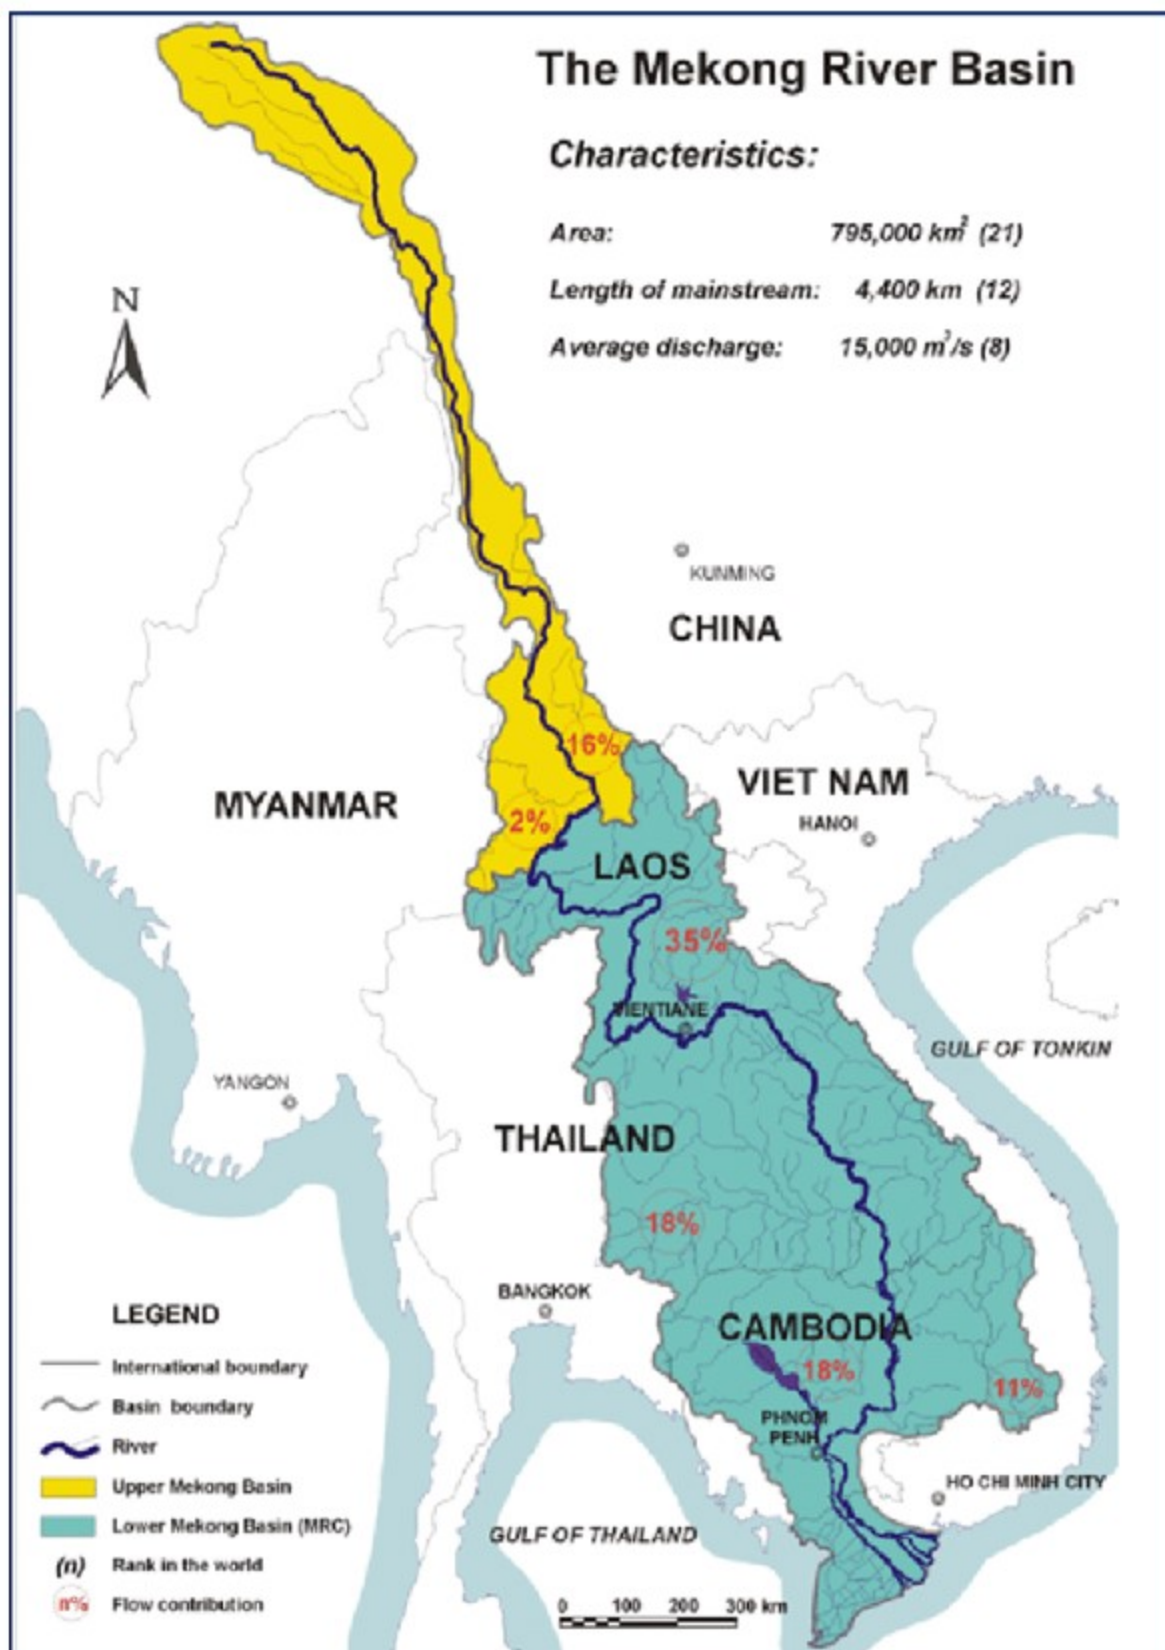 The Mekong River Basin
Characteristics:
Area: 795,000 km² (21)
Length of mainstream: 4,400 km (12)
Average discharge: 15,000 m³/s (8)
N
KUNMING
CHINA
16%
VIET NAM
MYANMAR
2%
HANOI
LAOS
35%
VIENTIANE
GULF OF TONKIN
YANGON
THAILAND
18%
BANGKOK
CAMBODIA
18%
11%
PHNOM
PENH
HO CHI MINH CITY
GULF OF THAILAND
0 100 200 300 km
LEGEND
International boundary
Basin boundary
River
Upper Mekong Basin
Lower Mekong Basin (MRC)
(n) Rank in the world
n% Flow contribution